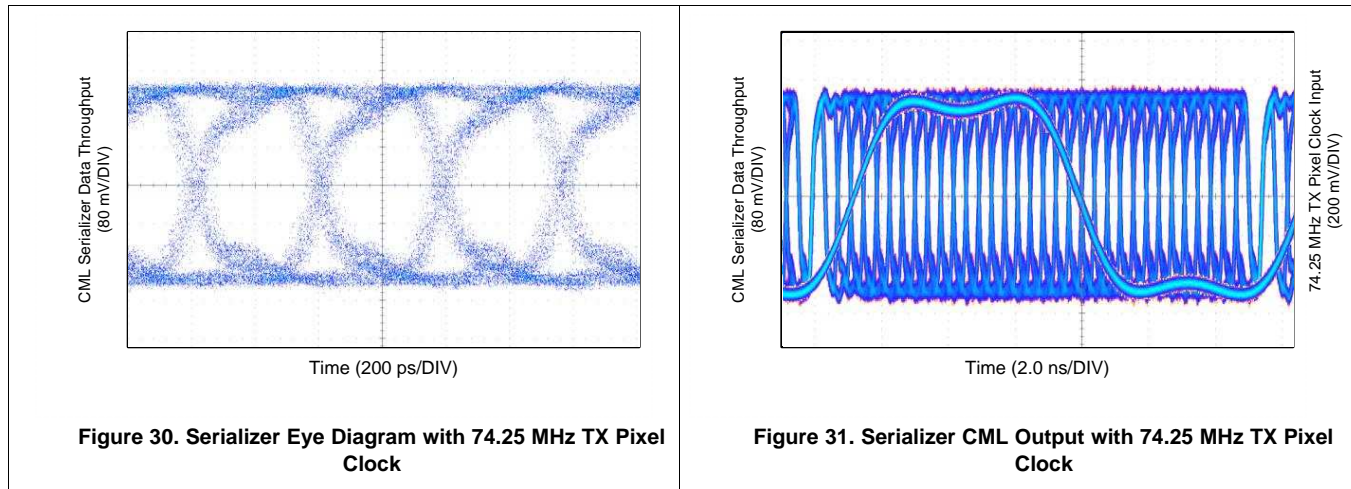 CML Serializer Data Throughput
(80 mV/DIV)
Time (200 ps/DIV)
Figure 30. Serializer Eye Diagram with 74.25 MHz TX Pixel
Clock
CML Serializer Data Throughput
(80 mV/DIV)
74.25 MHz TX Pixel Clock Input
(200 mV/DIV)
Time (2.0 ns/DIV)
Figure 31. Serializer CML Output with 74.25 MHz TX Pixel
Clock